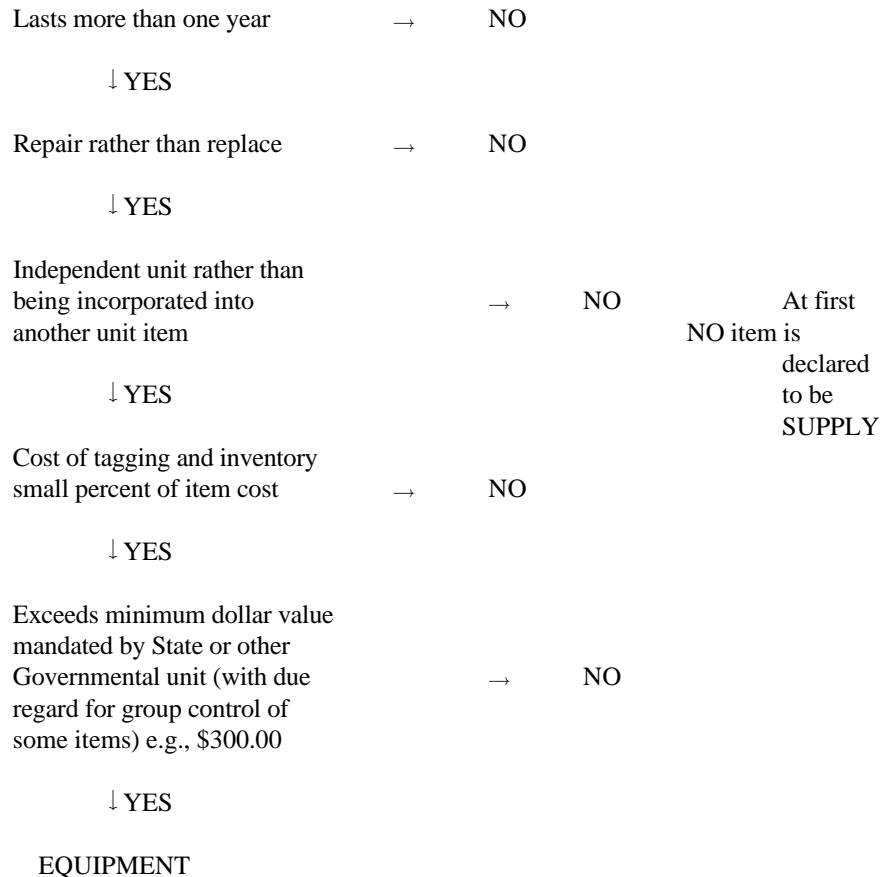 Lasts more than one year → NO
↓ YES
Repair rather than replace → NO
↓ YES
Independent unit rather than
being incorporated into → NO At first
another unit item NO item is
declared
↓ YES to be
SUPPLY
Cost of tagging and inventory
small percent of item cost → NO
↓ YES
Exceeds minimum dollar value
mandated by State or other
Governmental unit (with due → NO
regard for group control of
some items) e.g., $300.00
↓ YES
EQUIPMENT